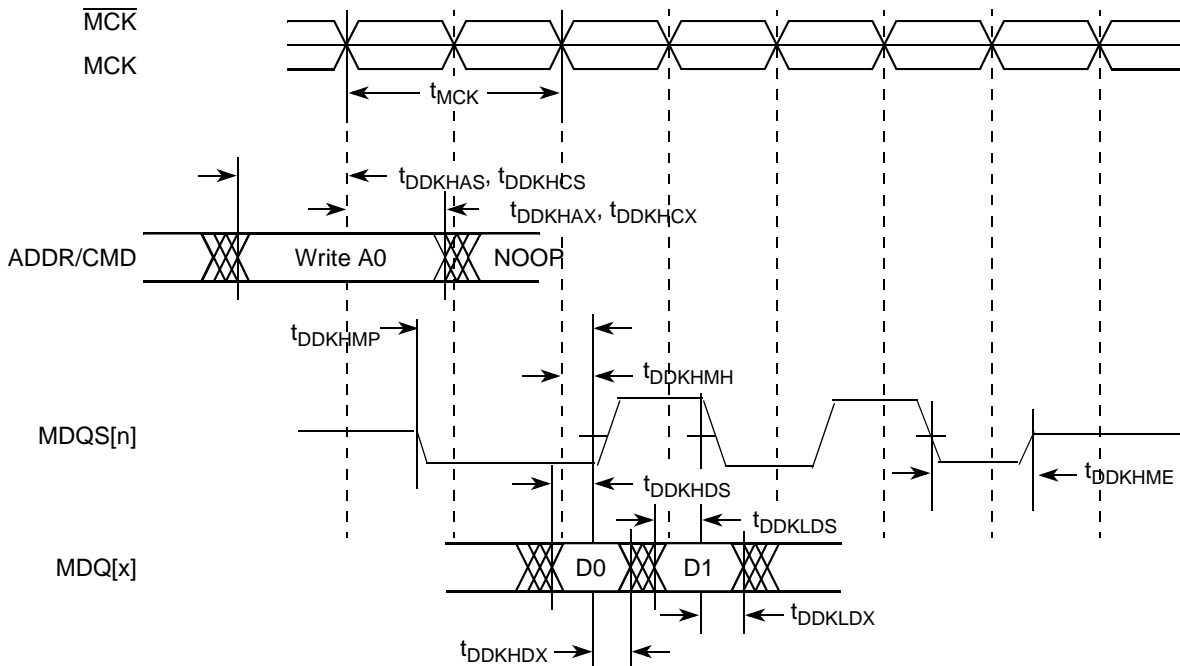 MCK
MCK
tMCK
tDDKHAS, tDDKHCS
tDDKHAX, tDDKHCX
ADDR/CMD
Write A0
NOOP
tDDKHMP
tDDKHMH
MDQS[n]
tDDKHME
tDDKHDS
tDDKLDS
MDQ[x]
D0
D1
tDDKLDX
tDDKHDX